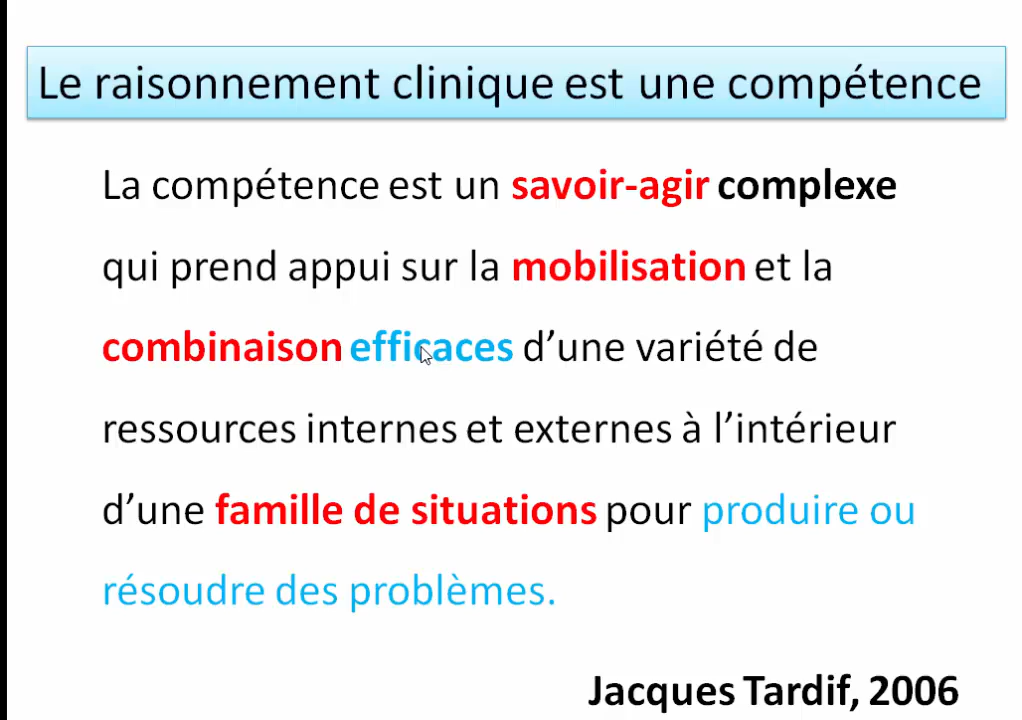 Le raisonnement clinique est une compétence
La compétence est un savoir-agir complexe
qui prend appui sur la mobilisation et la
combinaison efficaces d’une variété de
ressources internes et externes à l’intérieur
d’une famille de situations pour produire ou
résoudre des problèmes.
Jacques Tardif, 2006